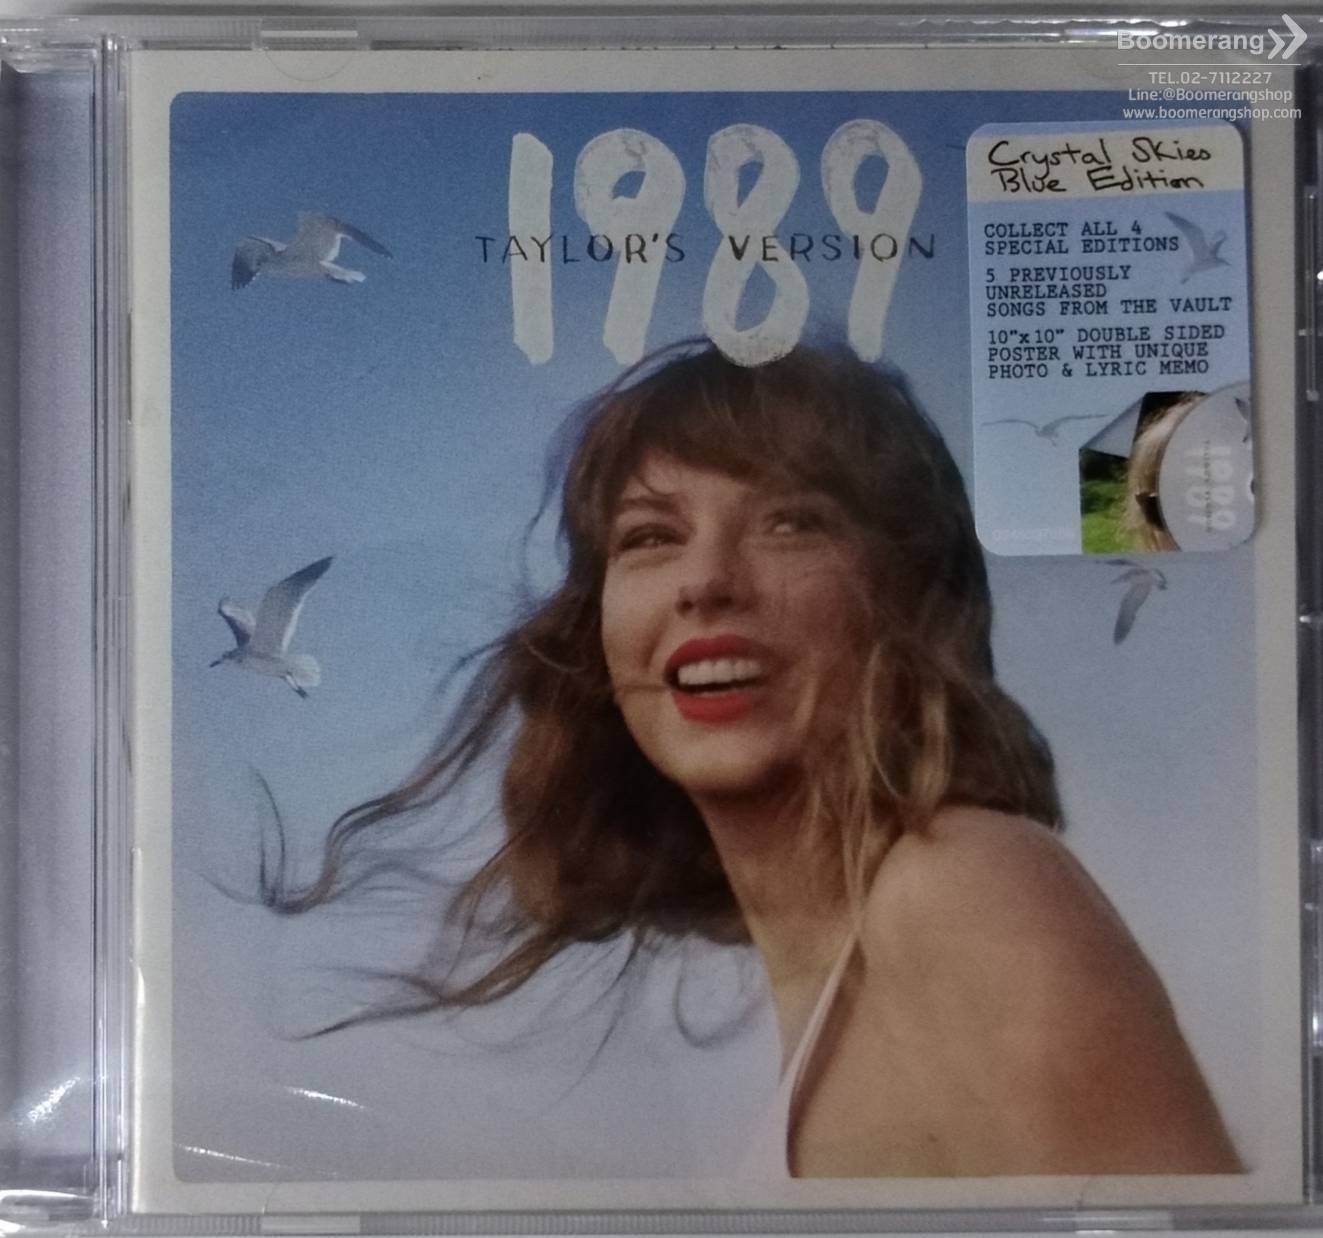 Boomerang
TEL.02-7112227
Line:@Boomerangshop
www.boomerangshop.com
1989
TAYLOR'S VERSION
Crystal Skies
Blue Edition
COLLECT ALL 4
SPECIAL EDITIONS
5 PREVIOUSLY
UNRELEASED
SONGS FROM THE VAULT
10"x10" DOUBLE SIDED
POSTER WITH UNIQUE
PHOTO & LYRIC MEMO
1989